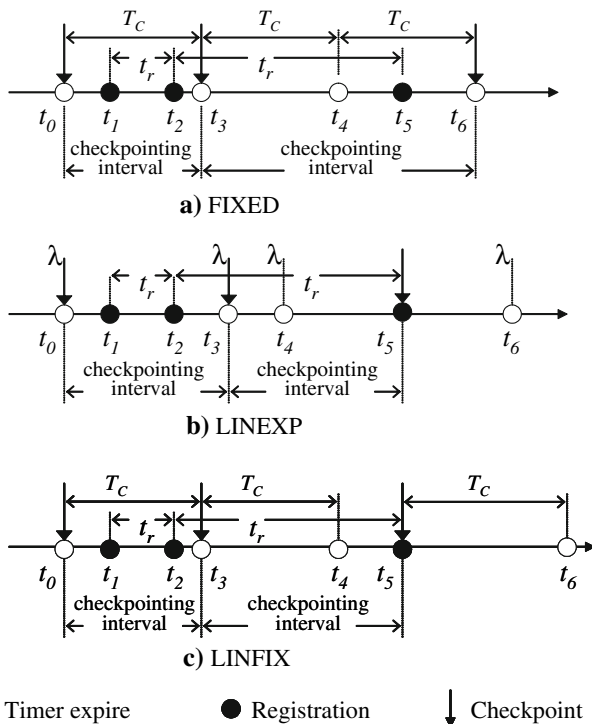 T_C T_C T_C
t_r t_r
t_0 t_1 t_2 t_3 t_4 t_5 t_6
checkpointing interval checkpointing interval
a) FIXED
λ λ λ λ
t_r t_r
t_0 t_1 t_2 t_3 t_4 t_5 t_6
checkpointing interval checkpointing interval
b) LINEXP
T_C T_C T_C
t_r t_r
t_0 t_1 t_2 t_3 t_4 t_5 t_6
checkpointing interval checkpointing interval
c) LINFIX
Timer expire Registration Checkpoint